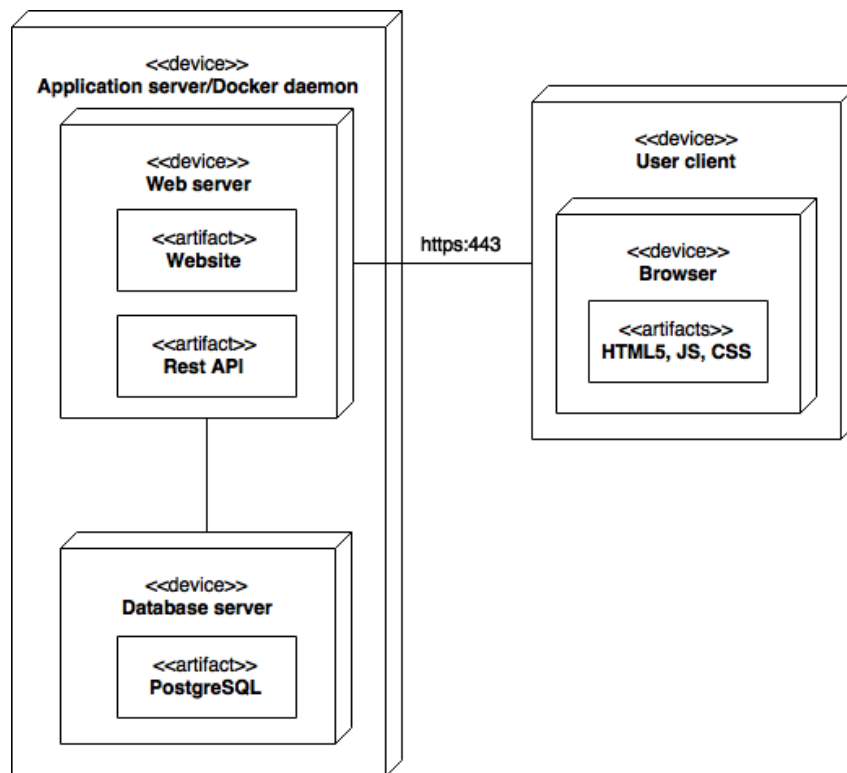 <<device>>
Application server/Docker daemon
<<device>>
Web server
<<artifact>>
Website
<<artifact>>
Rest API
<<device>>
Database server
<<artifact>>
PostgreSQL
https:443
<<device>>
User client
<<device>>
Browser
<<artifacts>>
HTML5, JS, CSS